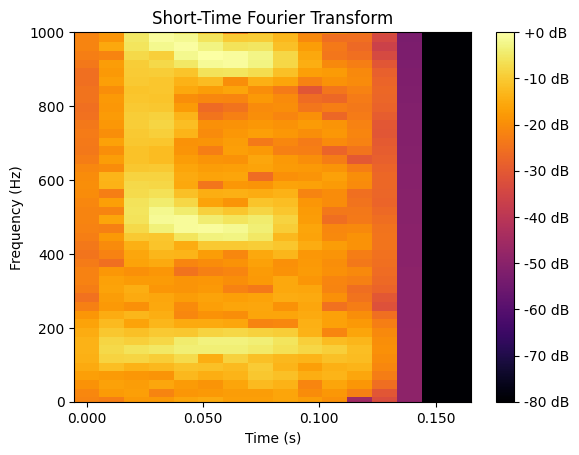 Short-Time Fourier Transform
1000
800
600
400
200
0
Frequency (Hz)
0.000
0.050
0.100
0.150
Time (s)
+0 dB
-10 dB
-20 dB
-30 dB
-40 dB
-50 dB
-60 dB
-70 dB
-80 dB